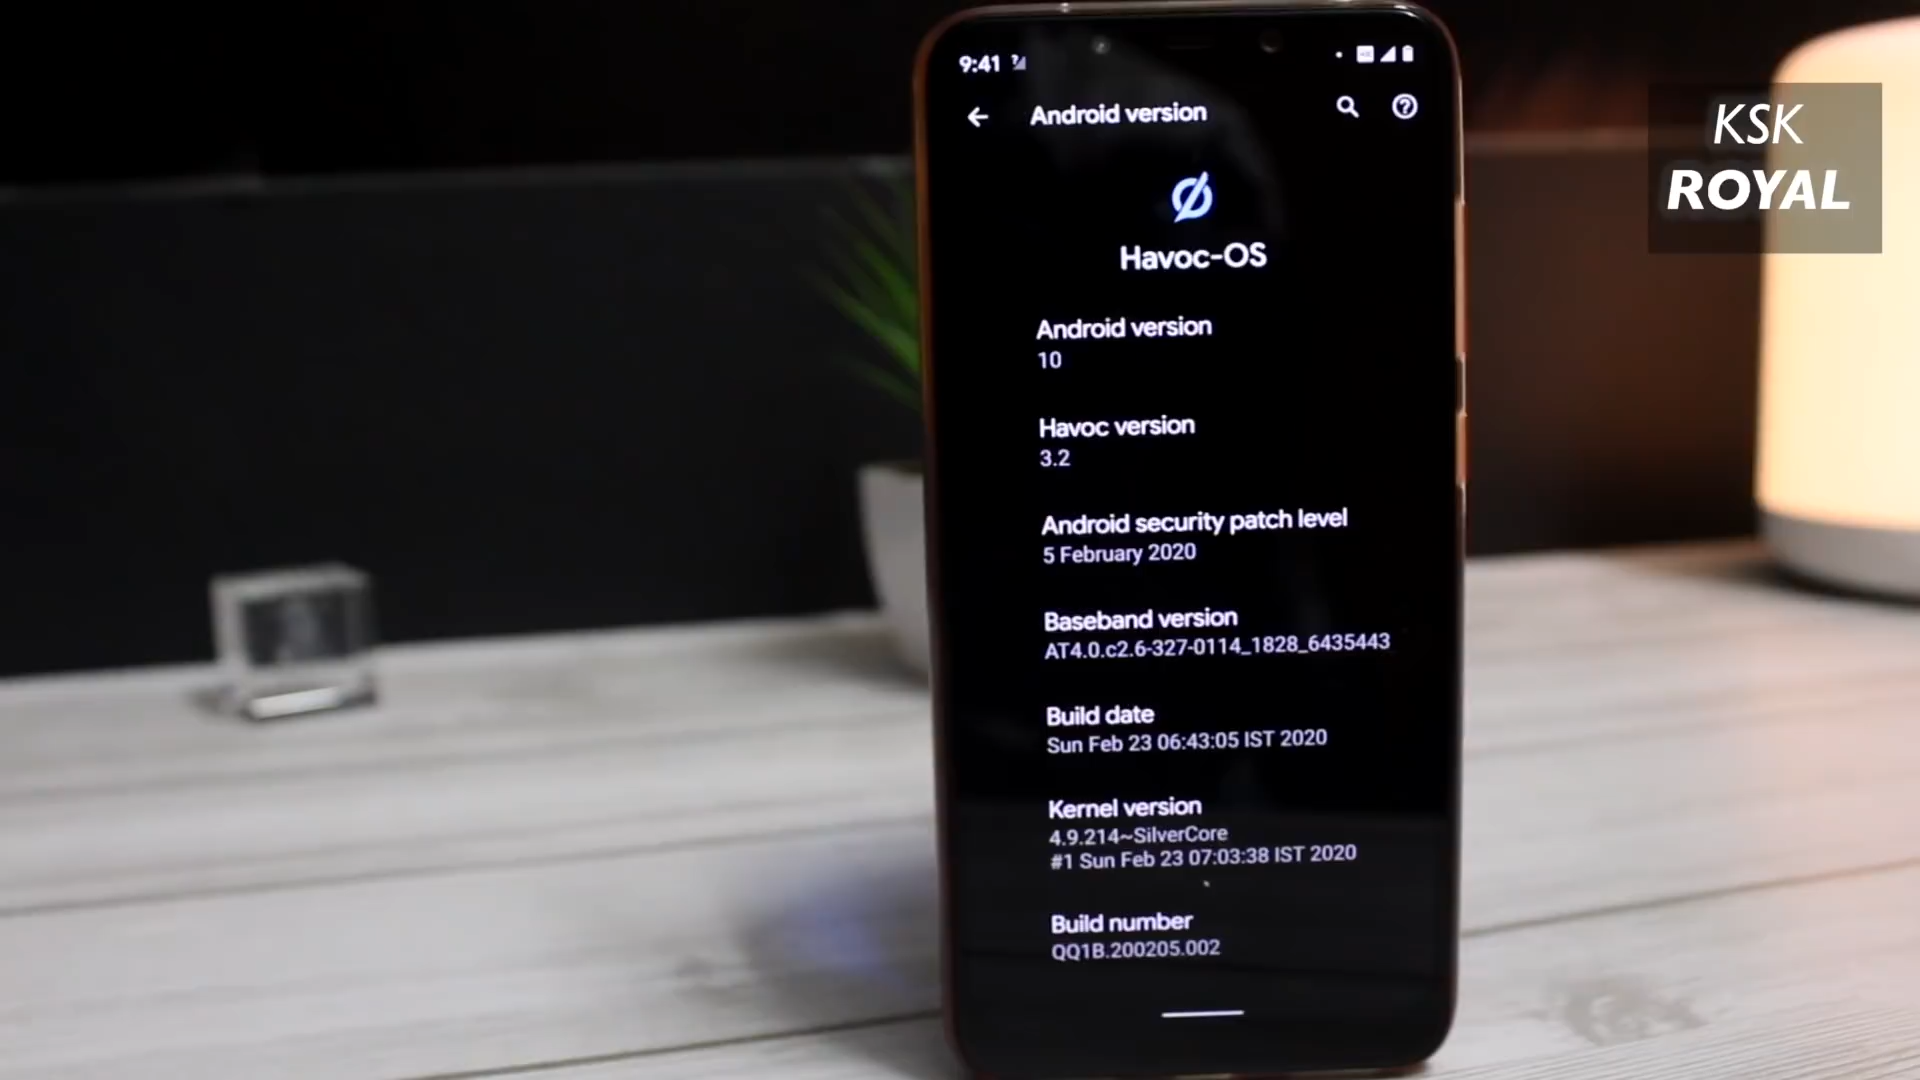 9:41
Android version
KSK
ROYAL
Havoc-OS
Android version
10
Havoc version
3.2
Android security patch level
5 February 2020
Baseband version
AT4.0.c2.6-327-0114_1828_6435443
Build date
Sun Feb 23 06:43:05 IST 2020
Kernel version
4.9.214~SilverCore
#1 Sun Feb 23 07:03:38 IST 2020
Build number
QQ1B.200205.002